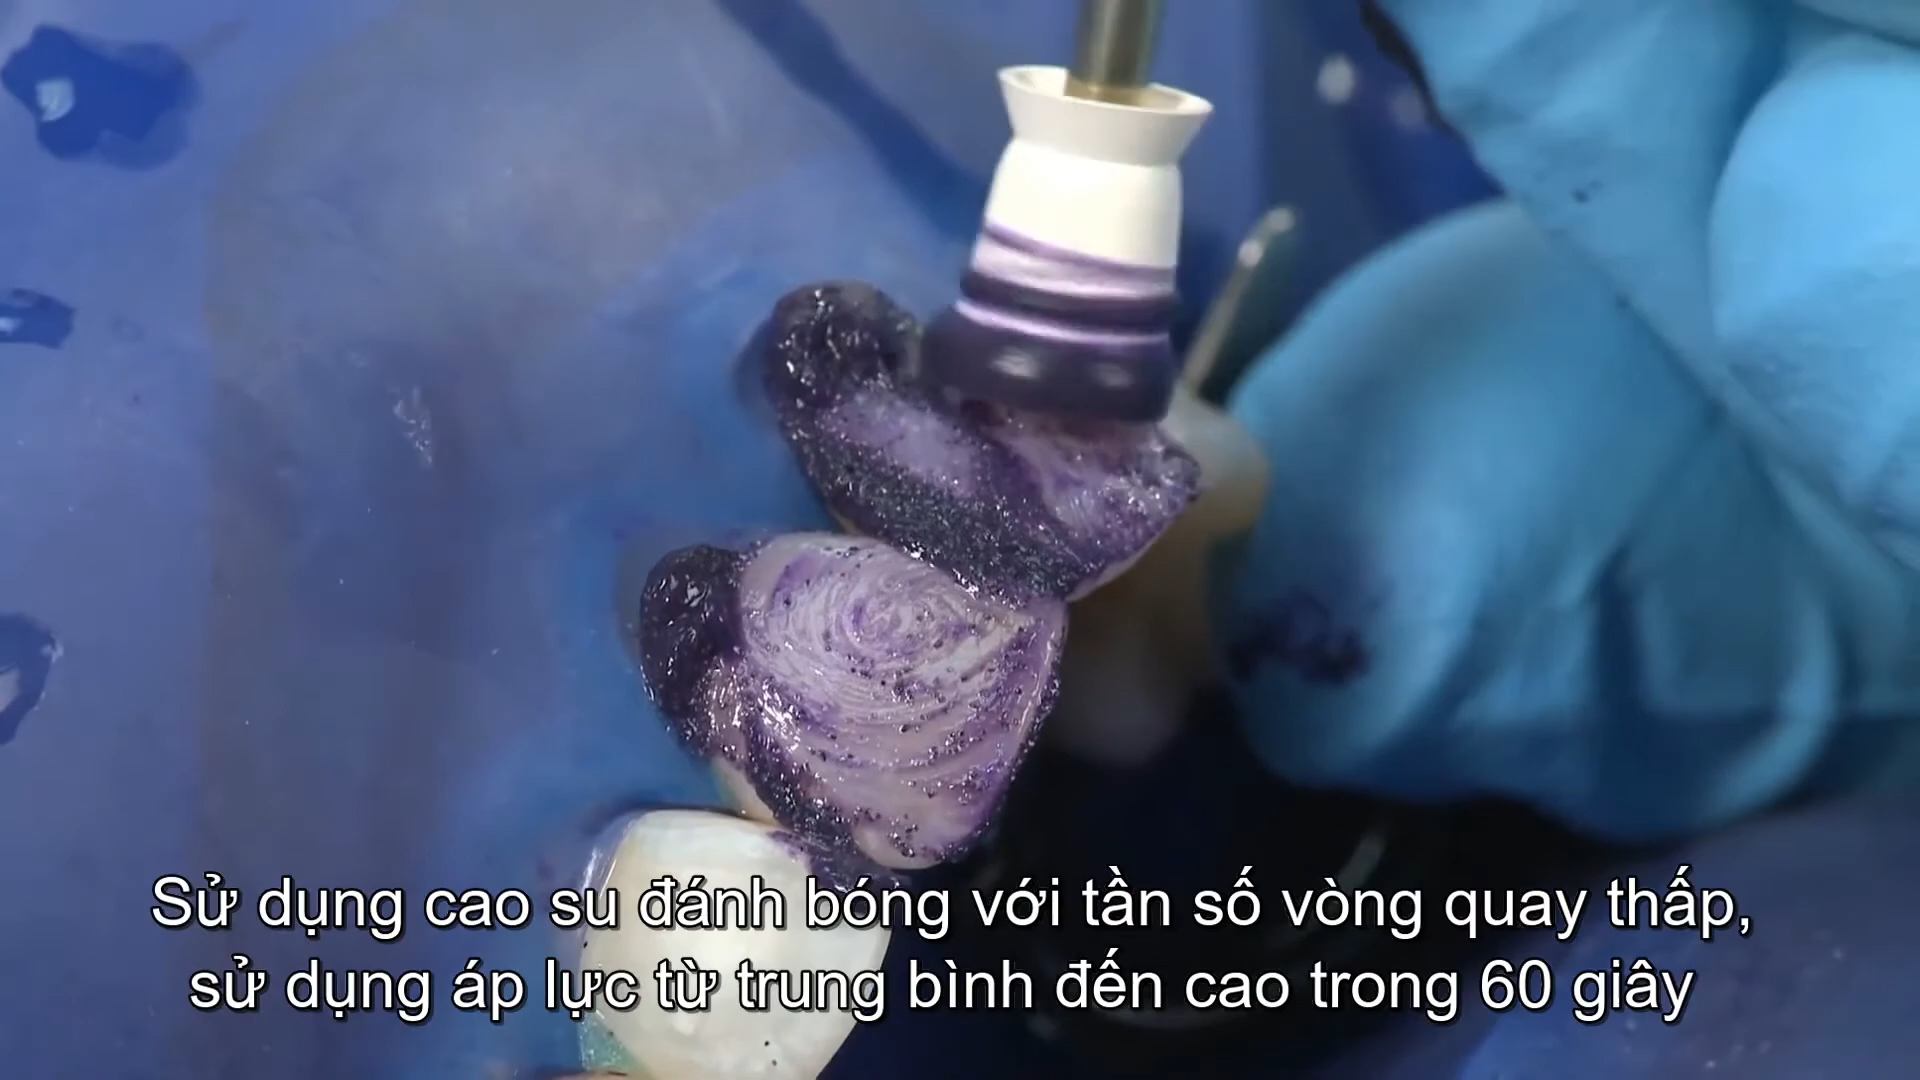 Sử dụng cao su đánh bóng với tần số vòng quay thấp,
sử dụng áp lực từ trung bình đến cao trong 60 giây